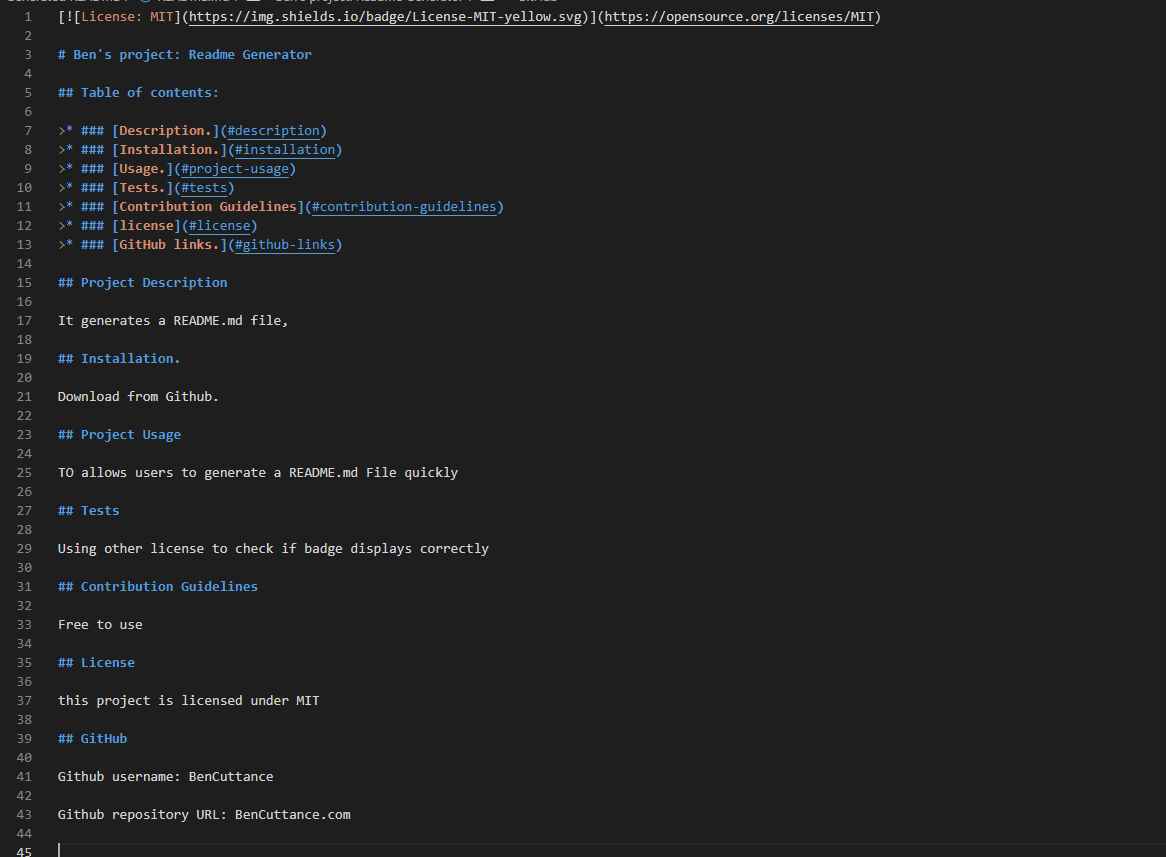 1 [![License: MIT](https://img.shields.io/badge/License-MIT-yellow.svg)](https://opensource.org/licenses/MIT)
2
3 # Ben's project: Readme Generator
4
5 ## Table of contents:
6
7 >* ### [Description.](#description)
8 >* ### [Installation.](#installation)
9 >* ### [Usage.](#project-usage)
10 >* ### [Tests.](#tests)
11 >* ### [Contribution Guidelines](#contribution-guidelines)
12 >* ### [license](#license)
13 >* ### [GitHub links.](#github-links)
14
15 ## Project Description
16
17 It generates a README.md file,
18
19 ## Installation.
20
21 Download from Github.
22
23 ## Project Usage
24
25 TO allows users to generate a README.md File quickly
26
27 ## Tests
28
29 Using other license to check if badge displays correctly
30
31 ## Contribution Guidelines
32
33 Free to use
34
35 ## License
36
37 this project is licensed under MIT
38
39 ## GitHub
40
41 Github username: BenCuttance
42
43 Github repository URL: BenCuttance.com
44
45